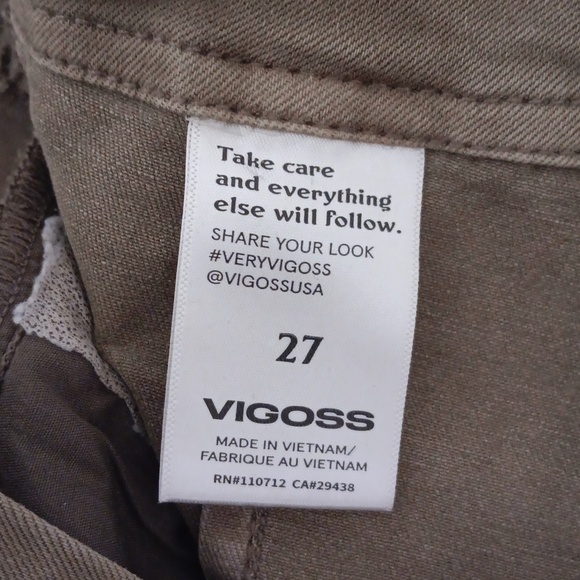 Take care
and everything
else will follow.
SHARE YOUR LOOK
#VERYVIGOSS
@VIGOSSUSA
27
VIGOSS
MADE IN VIETNAM/
FABRIQUE AU VIETNAM
RN#110712 CA#29438